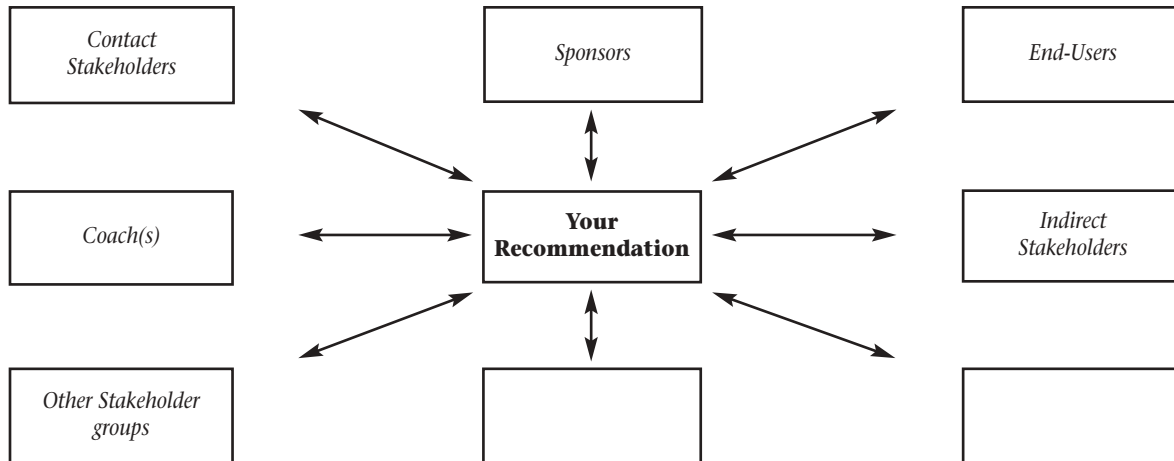 Contact
Stakeholders
Sponsors
End-Users
Coach(s)
Your
Recommendation
Indirect
Stakeholders
Other Stakeholder
groups